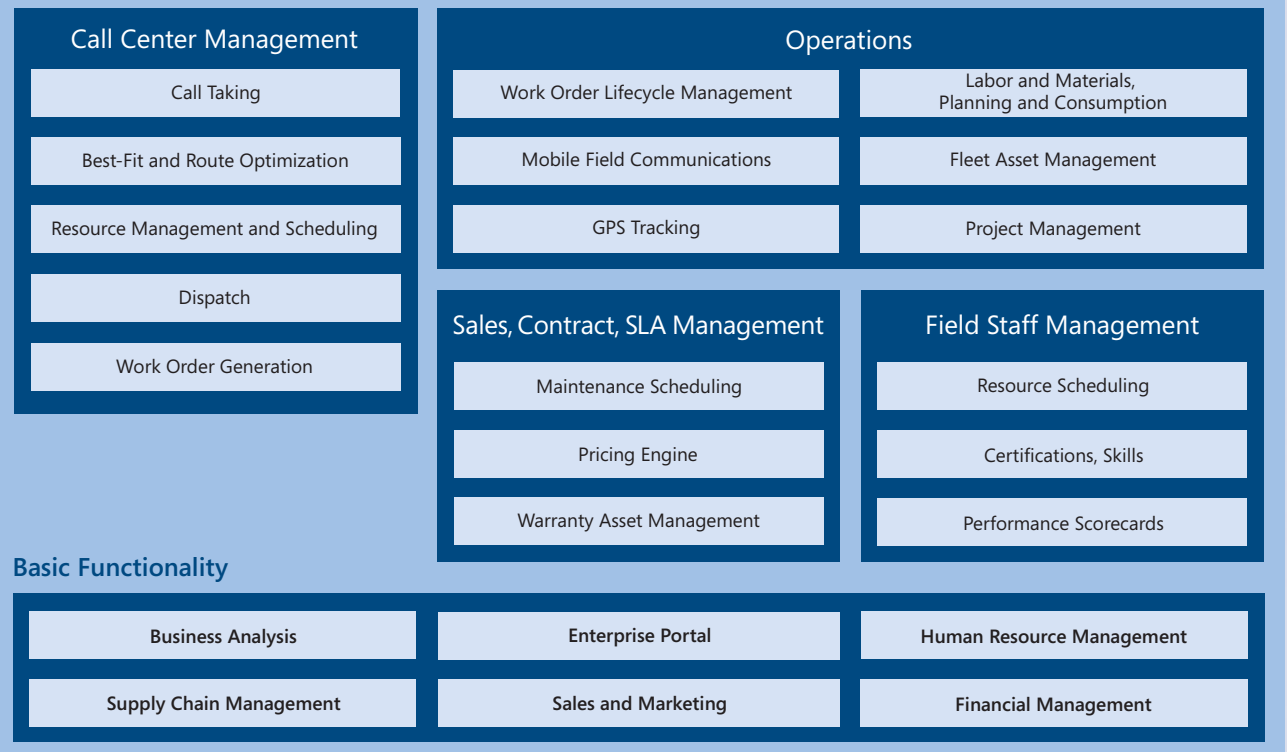 Call Center Management
Call Taking
Best-Fit and Route Optimization
Resource Management and Scheduling
Dispatch
Work Order Generation
Operations
Work Order Lifecycle Management
Labor and Materials,
Planning and Consumption
Mobile Field Communications
Fleet Asset Management
GPS Tracking
Project Management
Sales, Contract, SLA Management
Maintenance Scheduling
Pricing Engine
Warranty Asset Management
Field Staff Management
Resource Scheduling
Certifications, Skills
Performance Scorecards
Basic Functionality
Business Analysis
Enterprise Portal
Human Resource Management
Supply Chain Management
Sales and Marketing
Financial Management